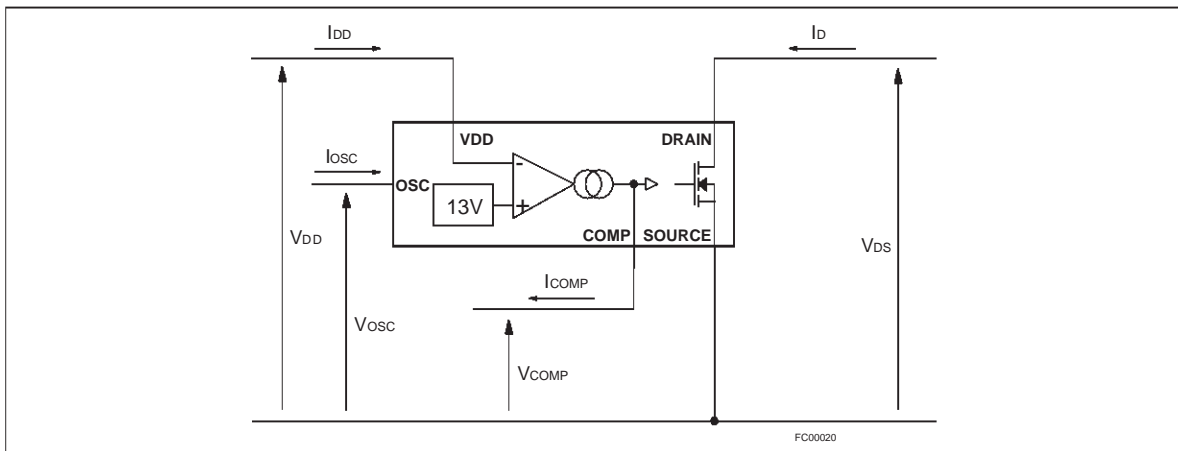 IDD
ID
VDD
DRAIN
IOSC
-
OSC
13V
+
COMP
SOURCE
VDD
VDS
ICOMP
VOSC
VCOMP
FC00020